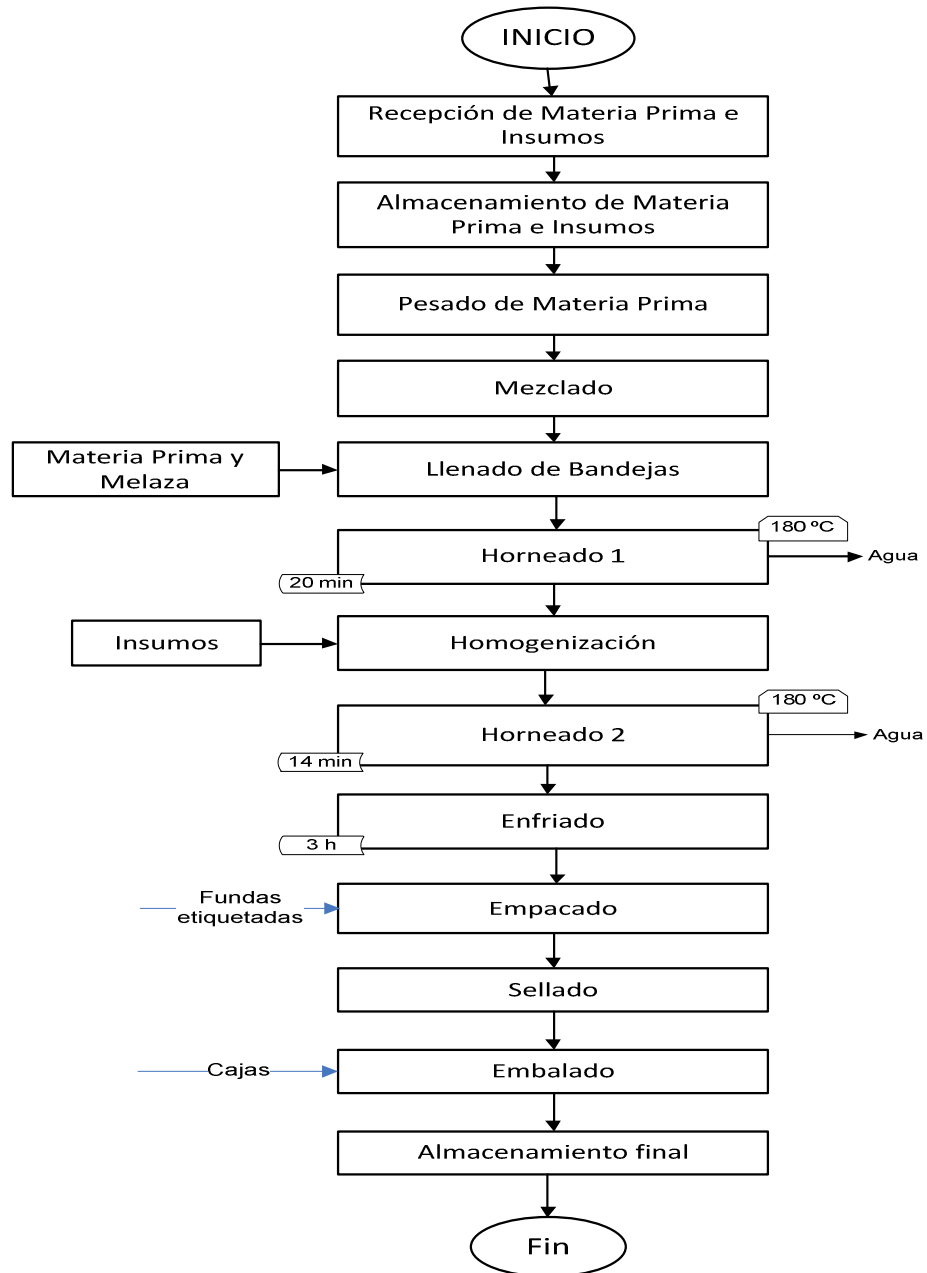 INICIO
Recepción de Materia Prima e
Insumos
Almacenamiento de Materia
Prima e Insumos
Pesado de Materia Prima
Mezclado
Materia Prima y
Melaza
Llenado de Bandejas
180 ºC
Horneado 1
Agua
20 min
Insumos
Homogenización
180 ºC
Horneado 2
Agua
14 min
Enfriado
3 h
Fundas
etiquetadas
Empacado
Sellado
Cajas
Embalado
Almacenamiento final
Fin